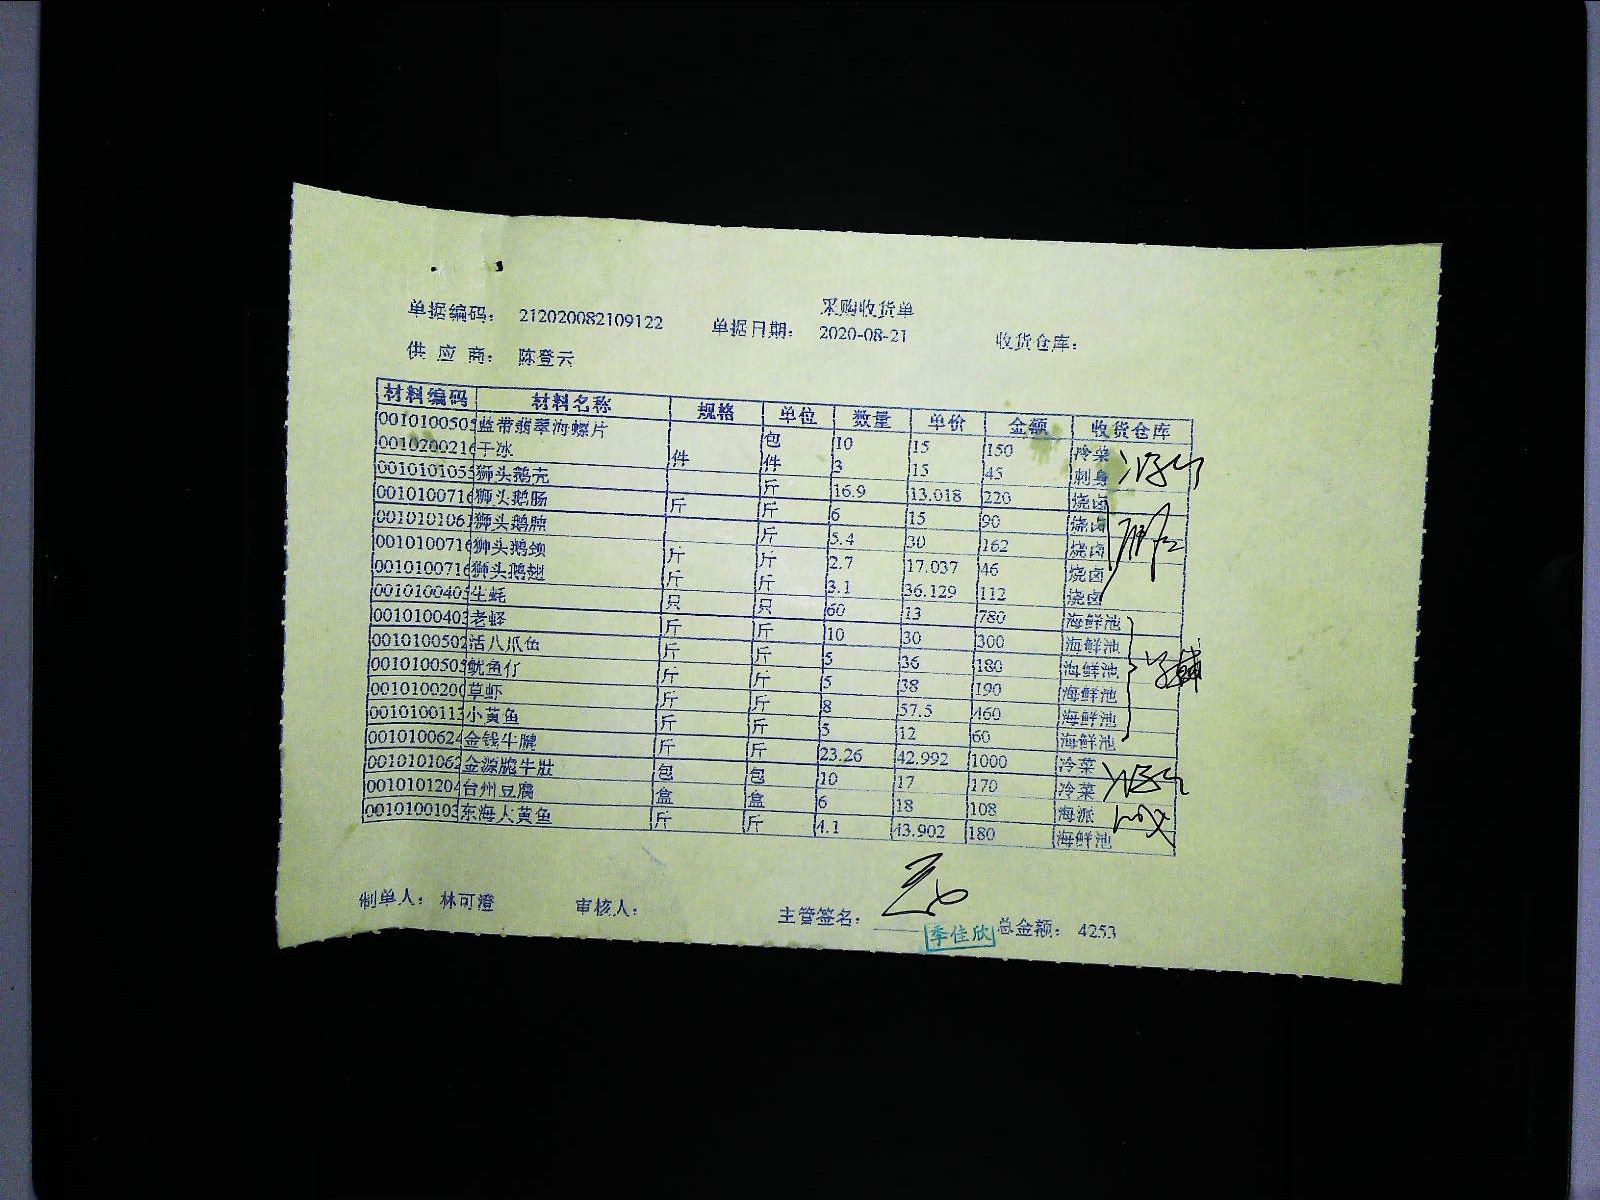 采购收货单
单据编码： 212020082109122 单据日期： 2020-08-21 收货仓库：
供 应 商： 陈登云
材料编码 材料名称 规格 单位 数量 单价 金额 收货仓库
0010100505 蓝带翡翠海螺片 包 10 15 150 冷菜
0010200216 干冰 件 件 3 15 45 刺身
0010101055 狮头鹅壳 斤 16.9 13.018 220 烧卤
0010100716 狮头鹅肠 斤 斤 6 15 90 烧卤
001010106 狮头鹅腌 斤 5.4 30 162 烧卤
0010100716 狮头鹅颈 斤 斤 2.7 17.037 46 烧卤
0010100716 狮头鹅翅 斤 斤 3.1 36.129 112 烧卤
0010100405 生蚝 只 只 60 13 780 海鲜池
0010100403 老蛏 斤 斤 10 30 300 海鲜池
0010100502 活八爪鱼 斤 斤 5 36 180 海鲜池
0010100505 鱿鱼仔 斤 斤 5 38 190 海鲜池
0010100200 草虾 斤 斤 8 57.5 460 海鲜池
0010100113 小黄鱼 斤 斤 5 12 60 海鲜池
0010100624 金钱牛腱 斤 斤 23.26 42.992 1000 冷菜
0010101062 金源脆牛肚 包 包 10 17 170 冷菜
0010101204 台州豆腐 盒 盒 6 18 108 海派
0010100103 东海大黄鱼 斤 斤 4.1 43.902 180 海鲜池
制单人： 林可澄 审核人： 主管签名： 季佳欣 总金额： 4253